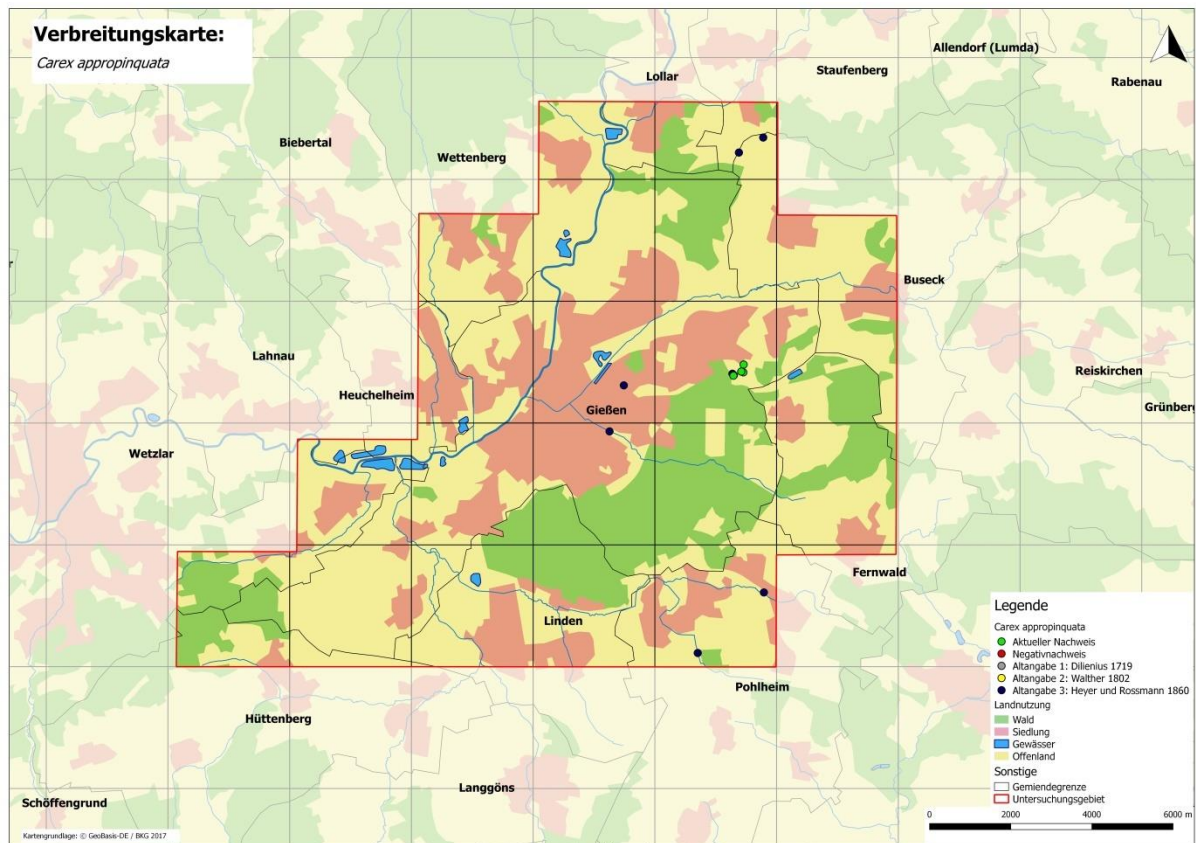 Verbreitungskarte:
Carex appropinquata
Allendorf (Lumda)
Lollar
Staufenberg
Rabenau
Biebertal
Wettenberg
Buseck
Lahnau
Reiskirchen
Heuchelheim
Gießen
Grünberg
Wetzlar
Fernwald
Linden
Pohlheim
Hüttenberg
Langgöns
Schöffengrund
Legende
Carex appropinquata
Aktueller Nachweis
Negativnachweis
Altangabe 1: Dillenius 1719
Altangabe 2: Walther 1802
Altangabe 3: Heyer und Rossmann 1860
Landnutzung
Wald
Siedlung
Gewässer
Offenland
Sonstige
Gemiendegrenze
Untersuchungsgebiet
0 2000 4000 6000 m
Kartengrundlage: © GeoBasis-DE / BKG 2017